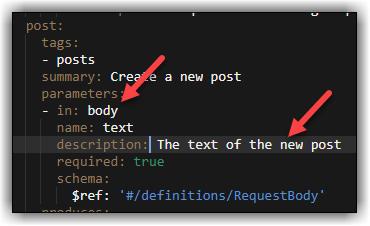 post:
tags:
- posts
summary: Create a new post
parameters:
- in: body
name: text
description: The text of the new post
required: true
schema:
$ref: '#/definitions/RequestBody'
produces: